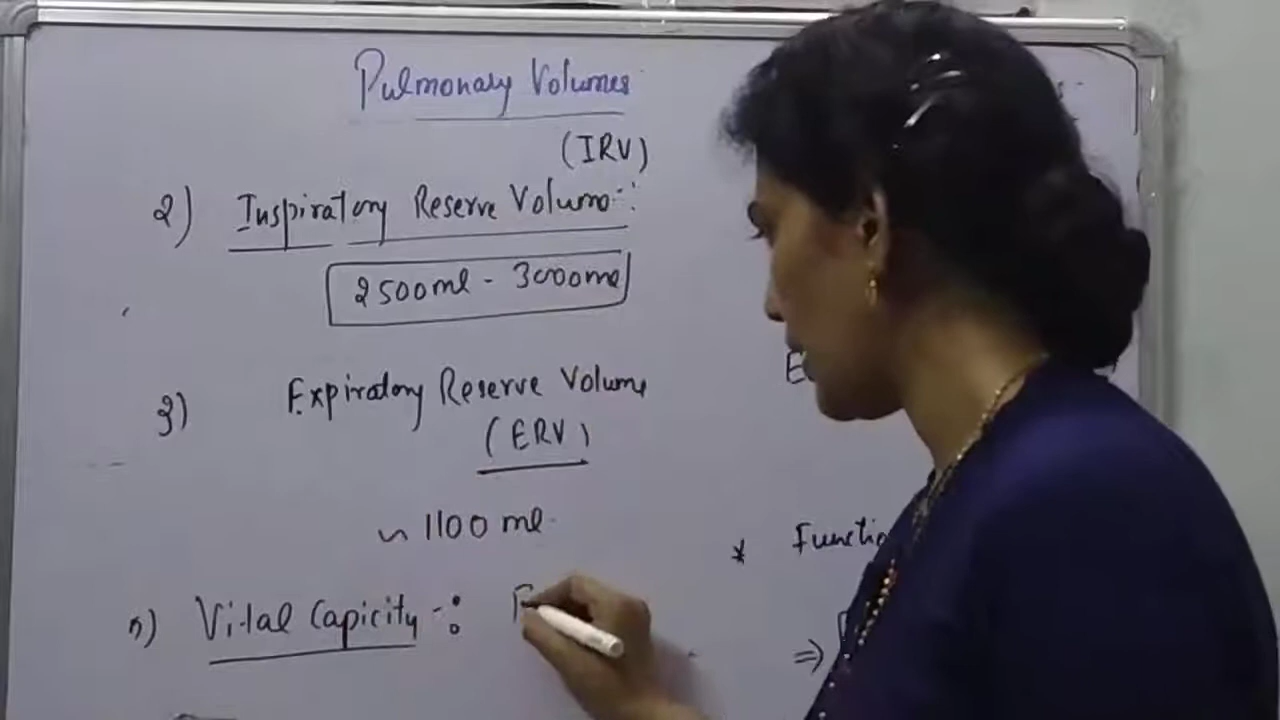 Pulmonary Volumes
(IRV)
2) Inspiratory Reserve Volume :
2500ml - 3000ml
3) Expiratory Reserve Volume
(ERV)
~ 1100 ml
Vital Capicity -:
* Functio
⇒